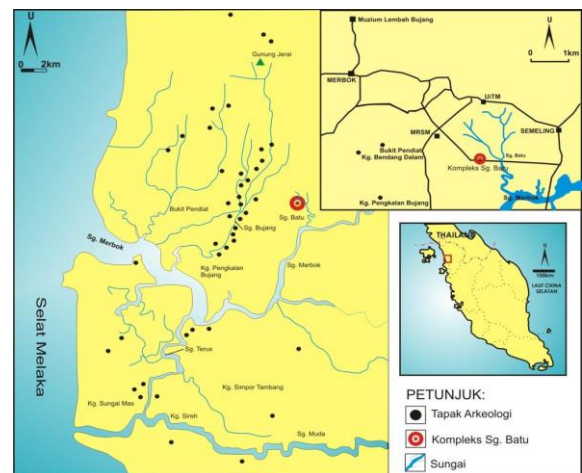 U
2km
Gunung Jerai
Bukit Pendiat
Sg. Bujang
Sg. Batu
Sg. Merbok
Kg. Pengkalan
Bujang
Sg. Merbok
Selat Melaka
Sg. Terus
Kg. Sungai Mas
Kg. Simpor Tambang
Kg. Sireh
Sg. Muda
U
1km
Muzium Lembah Bujang
MERBOK
UiTM
MRSM
SEMELING
Bukit Pendiat
Kg. Bendang Dalam
Sg. Batu
Kompleks Sg. Batu
Kg. Pengkalan Bujang
Sg. Merbok
THAILAND
U
100km
LAUT CHINA
SELATAN
PETUNJUK:
Tapak Arkeologi
Kompleks Sg. Batu
Sungai